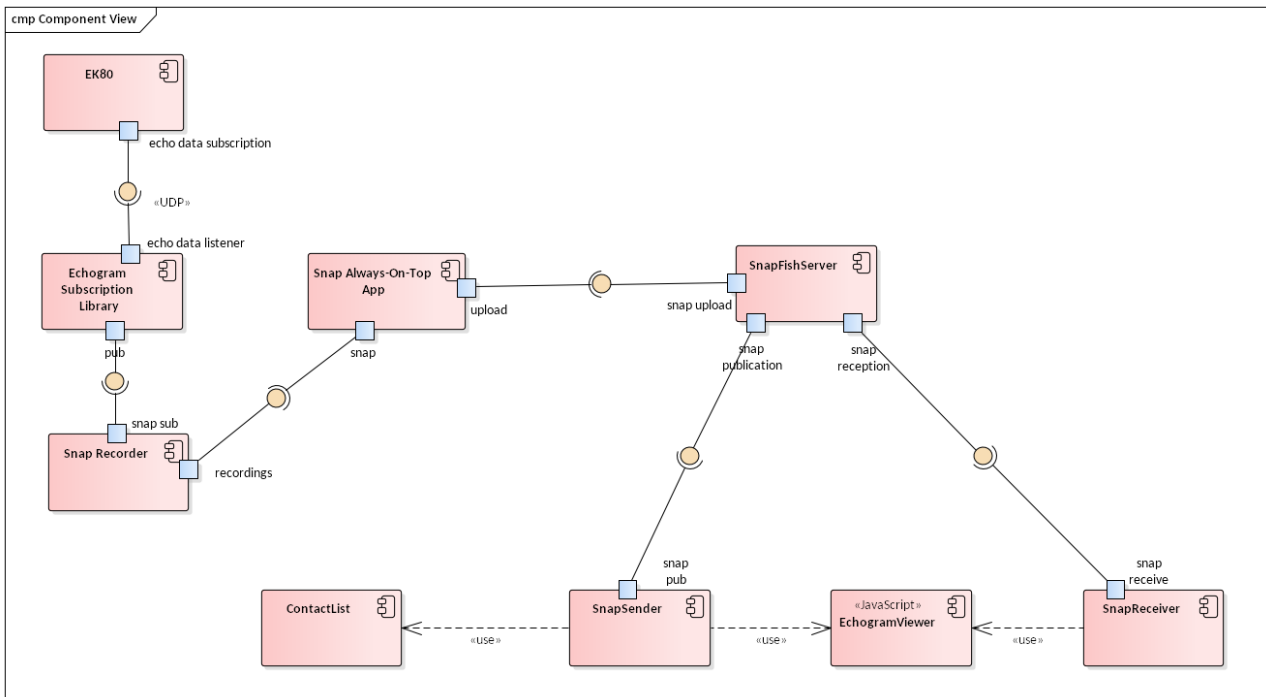 cmp Component View
EK80
echo data subscription
«UDP»
echo data listener
Echogram
Subscription
Library
pub
snap sub
Snap Recorder
recordings
Snap Always-On-Top
App
upload
snap
SnapFishServer
snap upload
snap
publication
snap
reception
snap
pub
snap
receive
ContactList
«use»
SnapSender
«use»
«JavaScript»
EchogramViewer
«use»
SnapReceiver